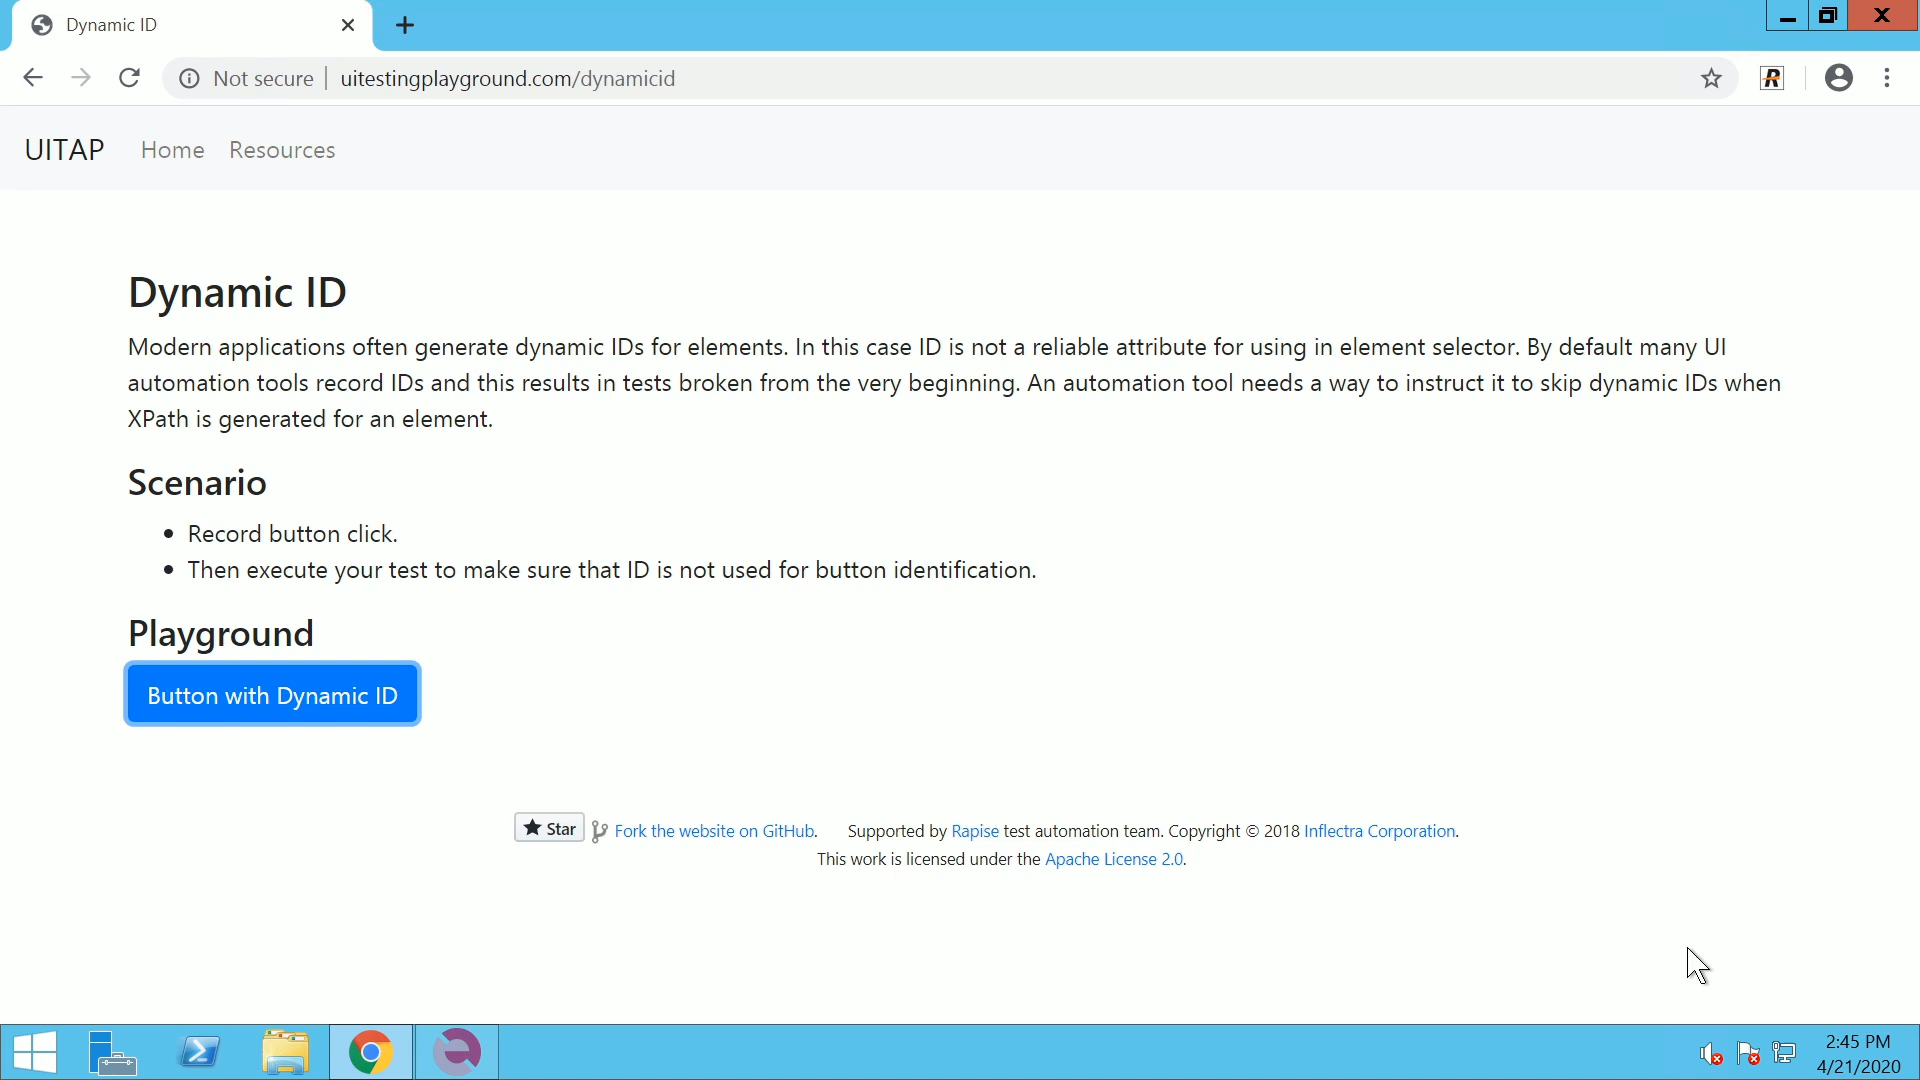 Dynamic ID
Not secure | uitestingplayground.com/dynamicid
UITAP Home Resources
Dynamic ID
Modern applications often generate dynamic IDs for elements. In this case ID is not a reliable attribute for using in element selector. By default many UI
automation tools record IDs and this results in tests broken from the very beginning. An automation tool needs a way to instruct it to skip dynamic IDs when
XPath is generated for an element.
Scenario
• Record button click.
• Then execute your test to make sure that ID is not used for button identification.
Playground
Button with Dynamic ID
Star Fork the website on GitHub. Supported by Rapise test automation team. Copyright © 2018 Inflectra Corporation.
This work is licensed under the Apache License 2.0.
2:45 PM
4/21/2020